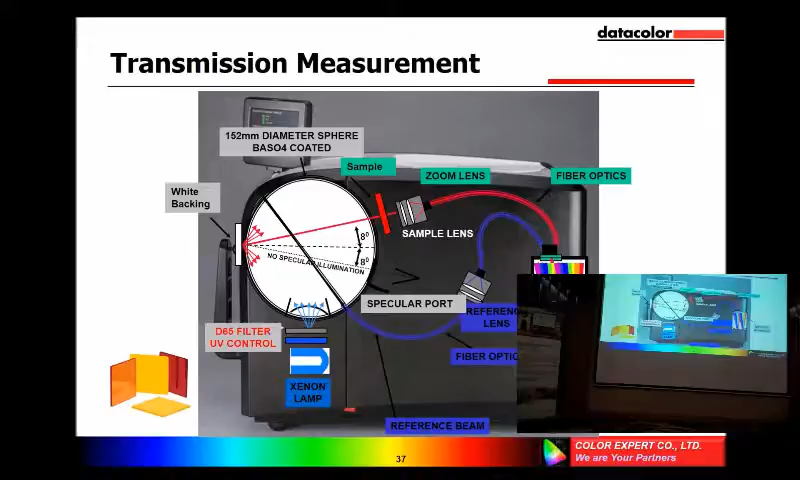 datacolor
Transmission Measurement
152mm DIAMETER SPHERE
BASO4 COATED
Sample
ZOOM LENS
FIBER OPTICS
White
Backing
SAMPLE LENS
8º
8º
NO SPECULAR ILLUMINATION
SPECULAR PORT
REFERENC
LENS
D65 FILTER
UV CONTROL
FIBER OPTIC
XENON
LAMP
REFERENCE BEAM
COLOR EXPERT CO., LTD.
We are Your Partners
37